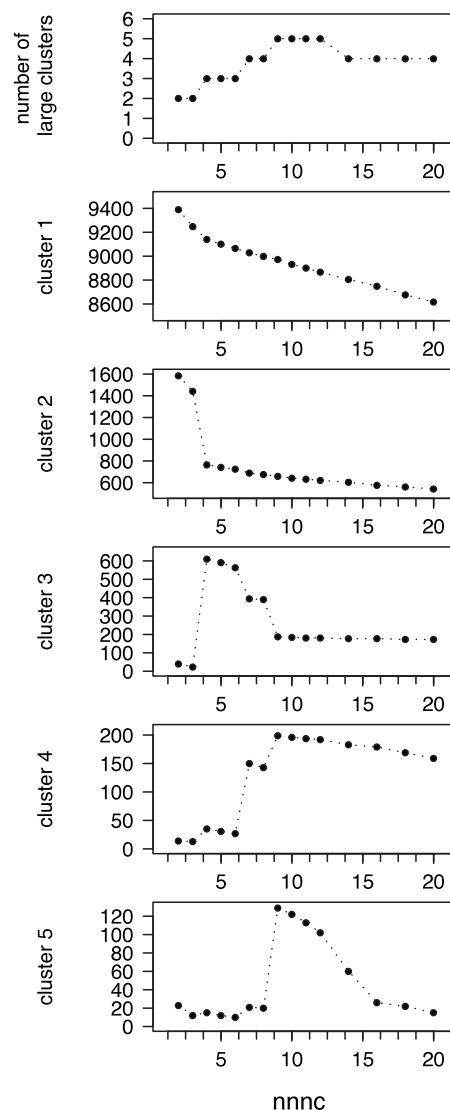 number of
large clusters
6
5
4
3
2
1
0
5 10 15 20
cluster 1
9400
9200
9000
8800
8600
5 10 15 20
cluster 2
1600
1400
1200
1000
800
600
5 10 15 20
cluster 3
600
500
400
300
200
100
0
5 10 15 20
cluster 4
200
150
100
50
0
5 10 15 20
cluster 5
120
100
80
60
40
20
0
5 10 15 20
nnnc